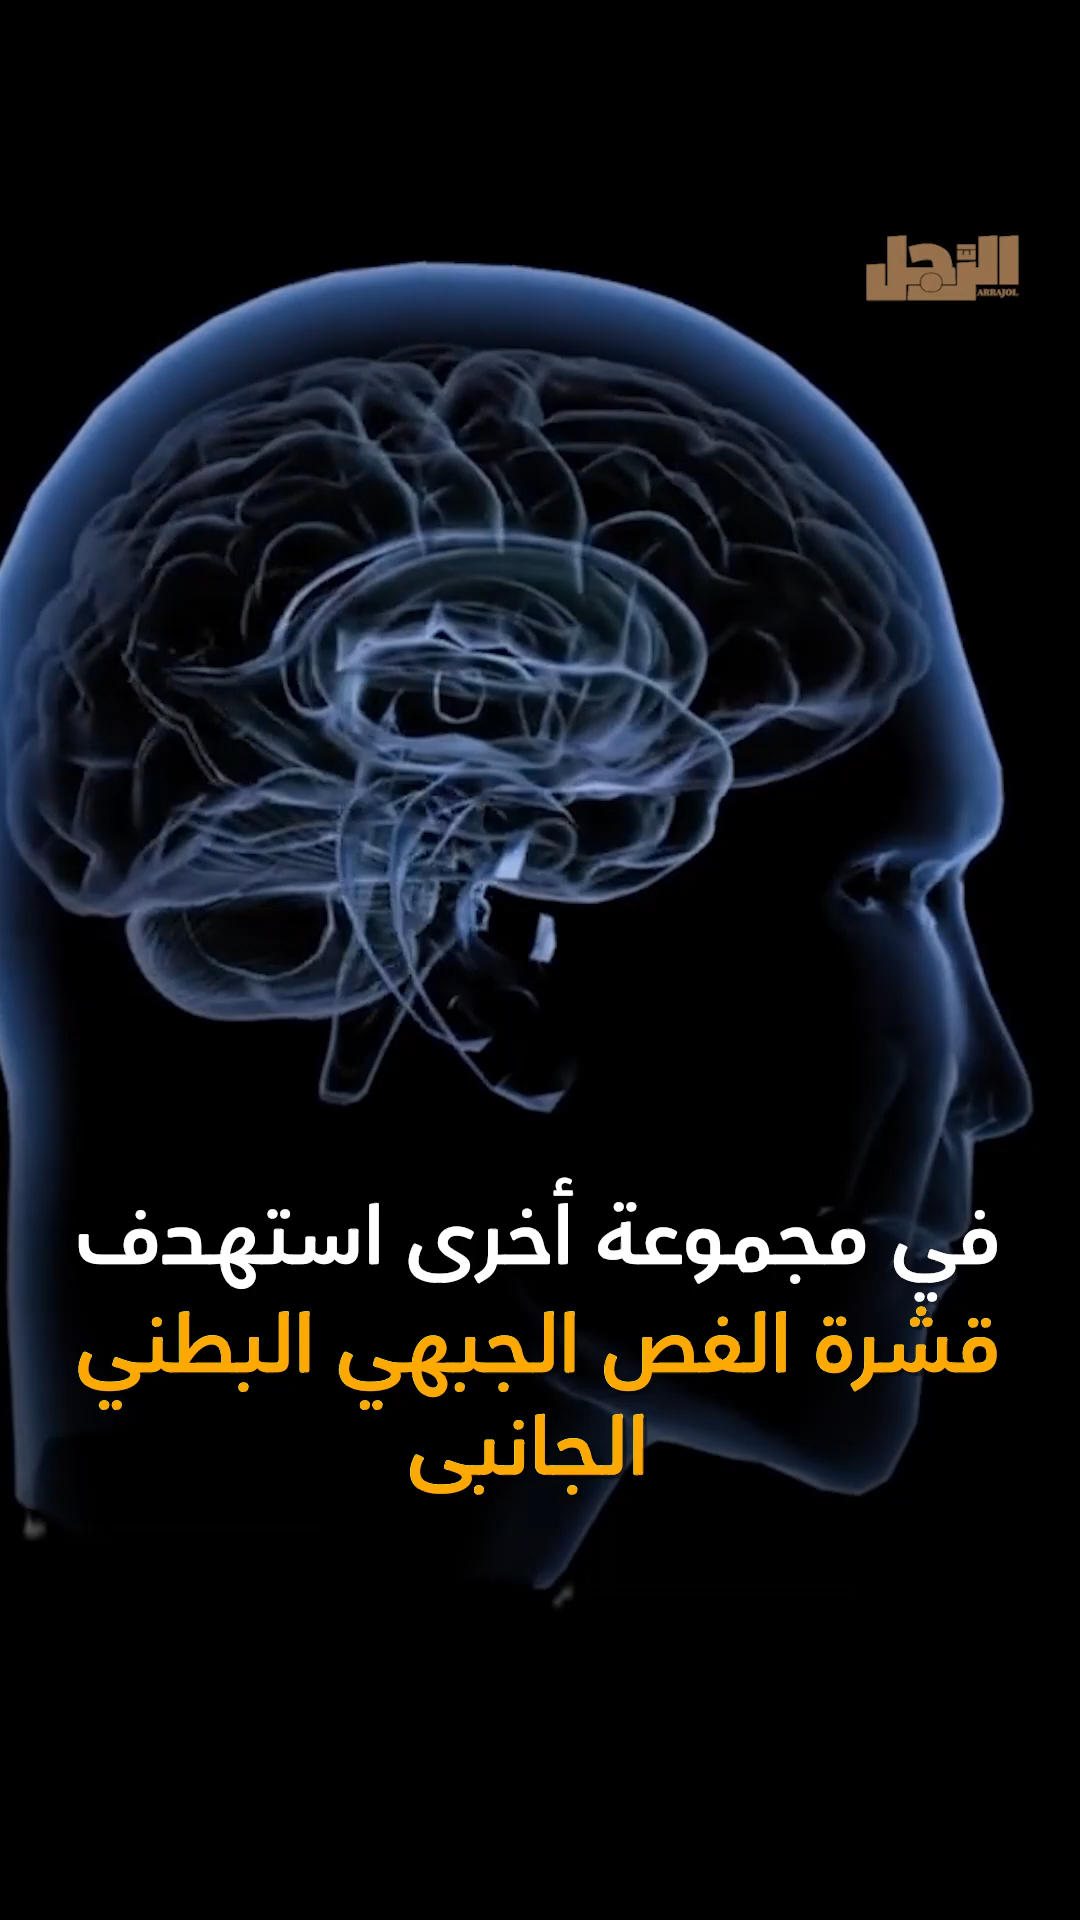 الرجل
ARRAJOL
في مجموعة أخرى استهدف
قشرة الفص الجبهي البطني
الجانبى